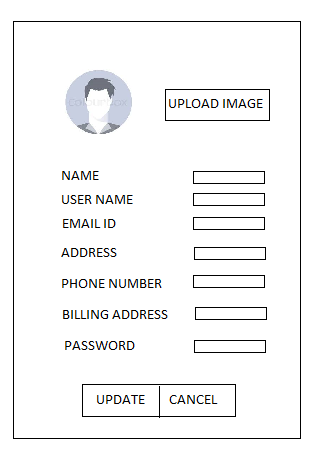 UPLOAD IMAGE
NAME
USER NAME
EMAIL ID
ADDRESS
PHONE NUMBER
BILLING ADDRESS
PASSWORD
UPDATE CANCEL